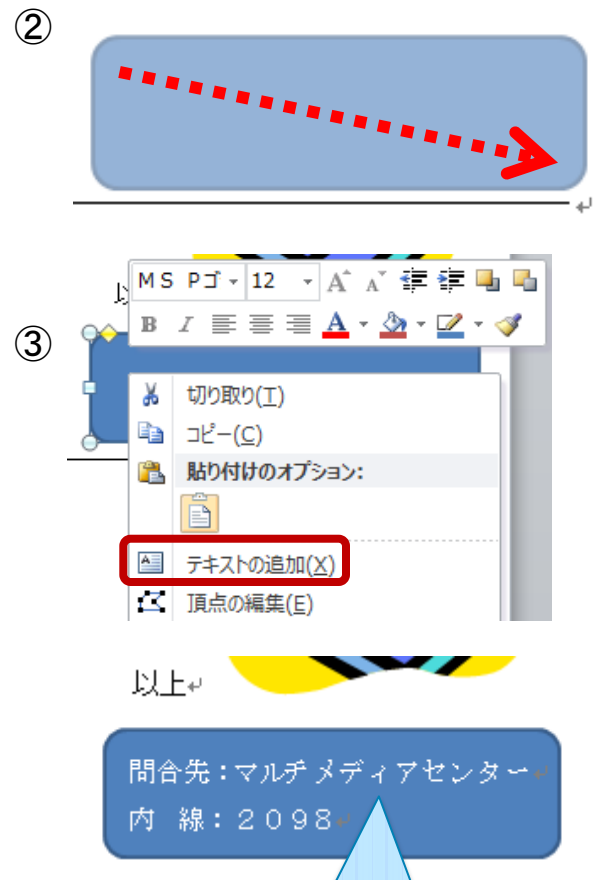 ②
以
MS Pゴ 12
③
切り取り(T)
コピー(C)
貼り付けのオプション:
テキストの追加(X)
頂点の編集(E)
以上
問合先：マルチメディアセンター
内 線：２０９８